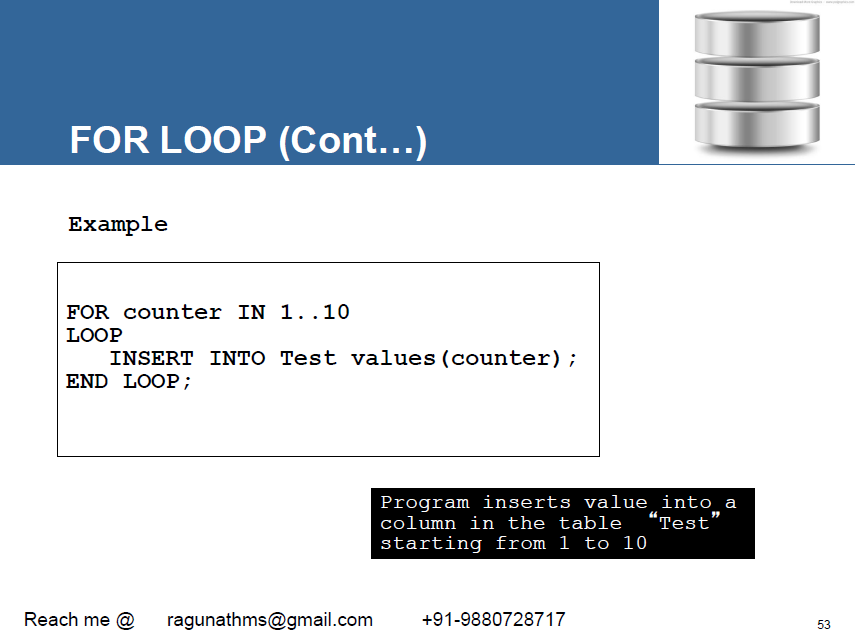 FOR LOOP (Cont…)
Example
FOR counter IN 1..10
LOOP
   INSERT INTO Test values(counter);
END LOOP;
Program inserts value into a
column in the table “Test”
starting from 1 to 10
Reach me @ ragunathms@gmail.com +91-9880728717
53